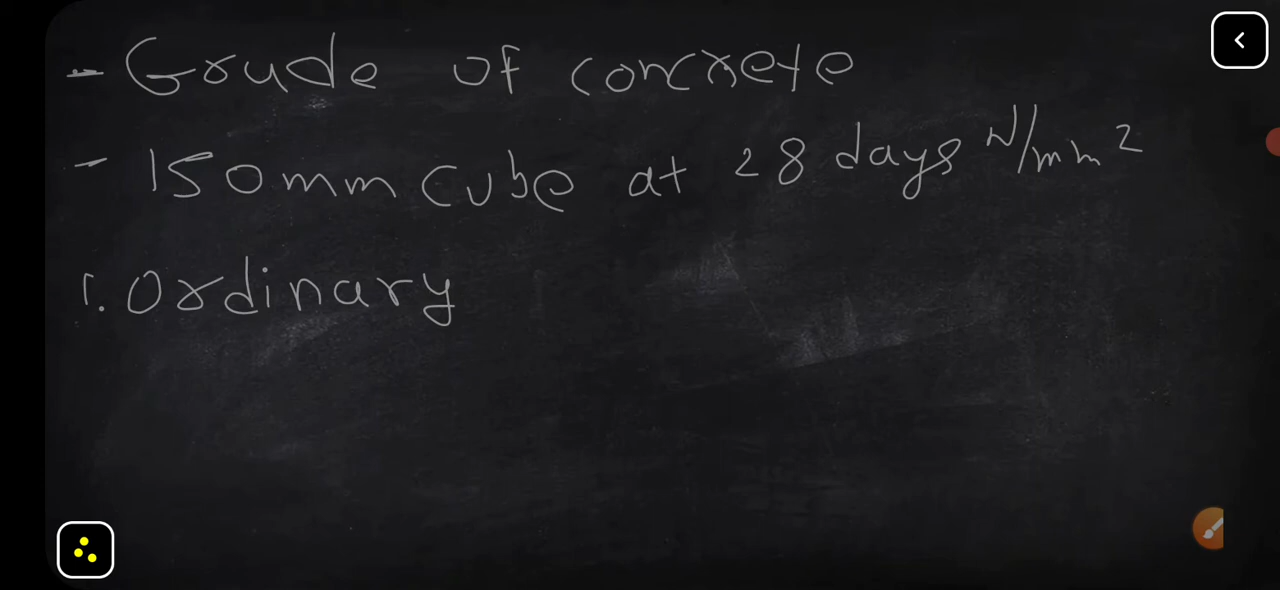 - Grade of concrete
- 150mm cube at 28 days N/mm2
1. Ordinary